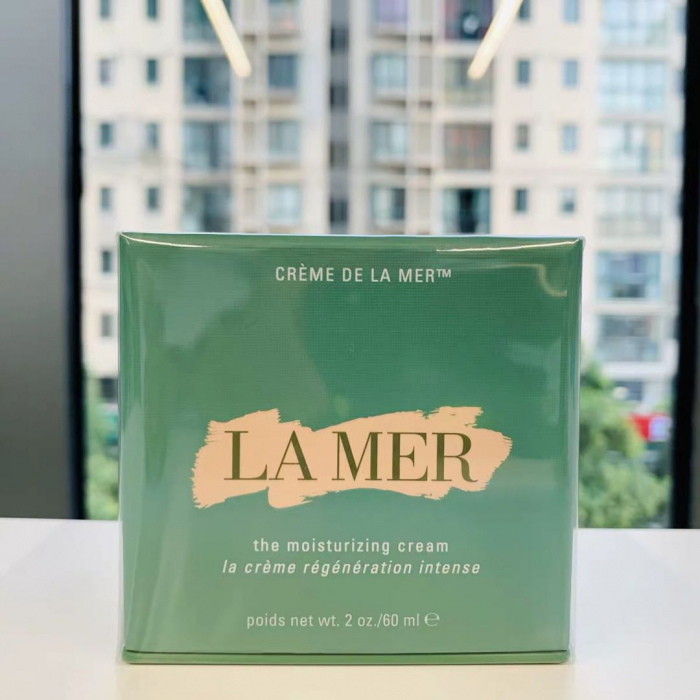 CRÈME DE LA MER™
LA MER
the moisturizing cream
la crème régénération intense
poids net wt. 2 oz./60 ml ℮